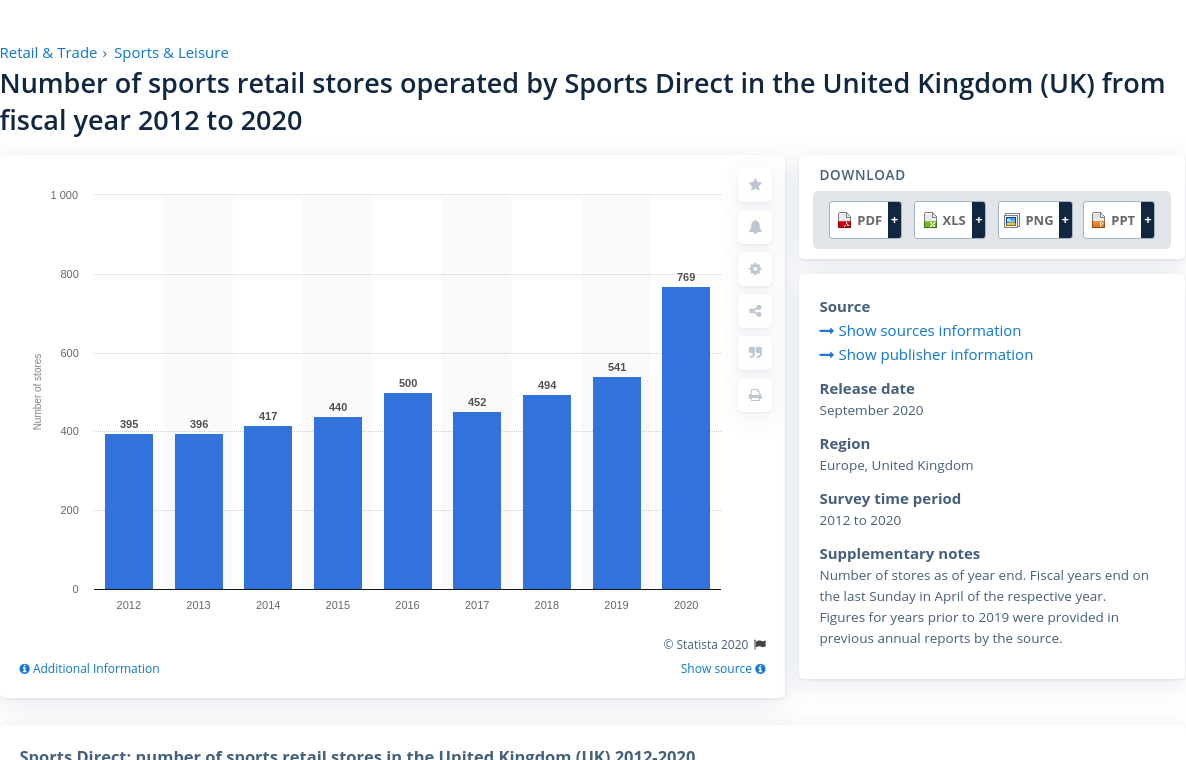 Retail & Trade › Sports & Leisure
Number of sports retail stores operated by Sports Direct in the United Kingdom (UK) from
fiscal year 2012 to 2020
1 000
800
600
400
200
0
Number of stores
395
396
417
440
500
452
494
541
769
2012 2013 2014 2015 2016 2017 2018 2019 2020
© Statista 2020
Additional Information
Show source
DOWNLOAD
PDF + XLS + PNG + PPT +
Source
Show sources information
Show publisher information
Release date
September 2020
Region
Europe, United Kingdom
Survey time period
2012 to 2020
Supplementary notes
Number of stores as of year end. Fiscal years end on
the last Sunday in April of the respective year.
Figures for years prior to 2019 were provided in
previous annual reports by the source.
Sports Direct: number of sports retail stores in the United Kingdom (UK) 2012-2020